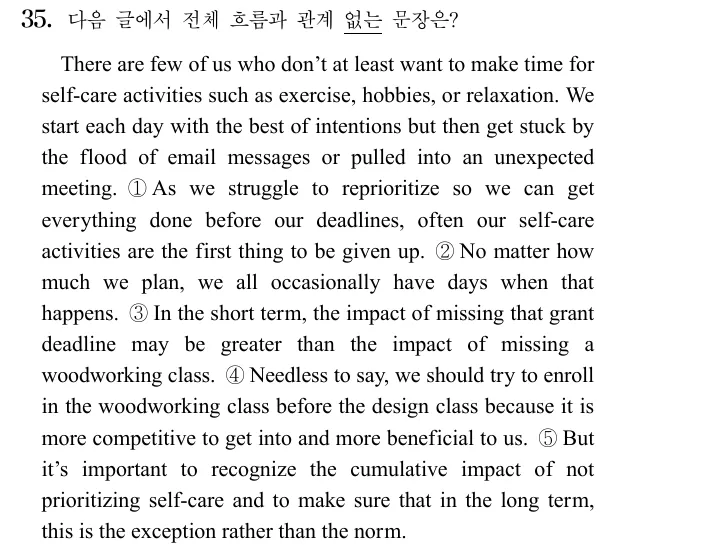 35. 다음 글에서 전체 흐름과 관계 없는 문장은?
There are few of us who don’t at least want to make time for
self-care activities such as exercise, hobbies, or relaxation. We
start each day with the best of intentions but then get stuck by
the flood of email messages or pulled into an unexpected
meeting. ① As we struggle to reprioritize so we can get
everything done before our deadlines, often our self-care
activities are the first thing to be given up. ② No matter how
much we plan, we all occasionally have days when that
happens. ③ In the short term, the impact of missing that grant
deadline may be greater than the impact of missing a
woodworking class. ④ Needless to say, we should try to enroll
in the woodworking class before the design class because it is
more competitive to get into and more beneficial to us. ⑤ But
it’s important to recognize the cumulative impact of not
prioritizing self-care and to make sure that in the long term,
this is the exception rather than the norm.